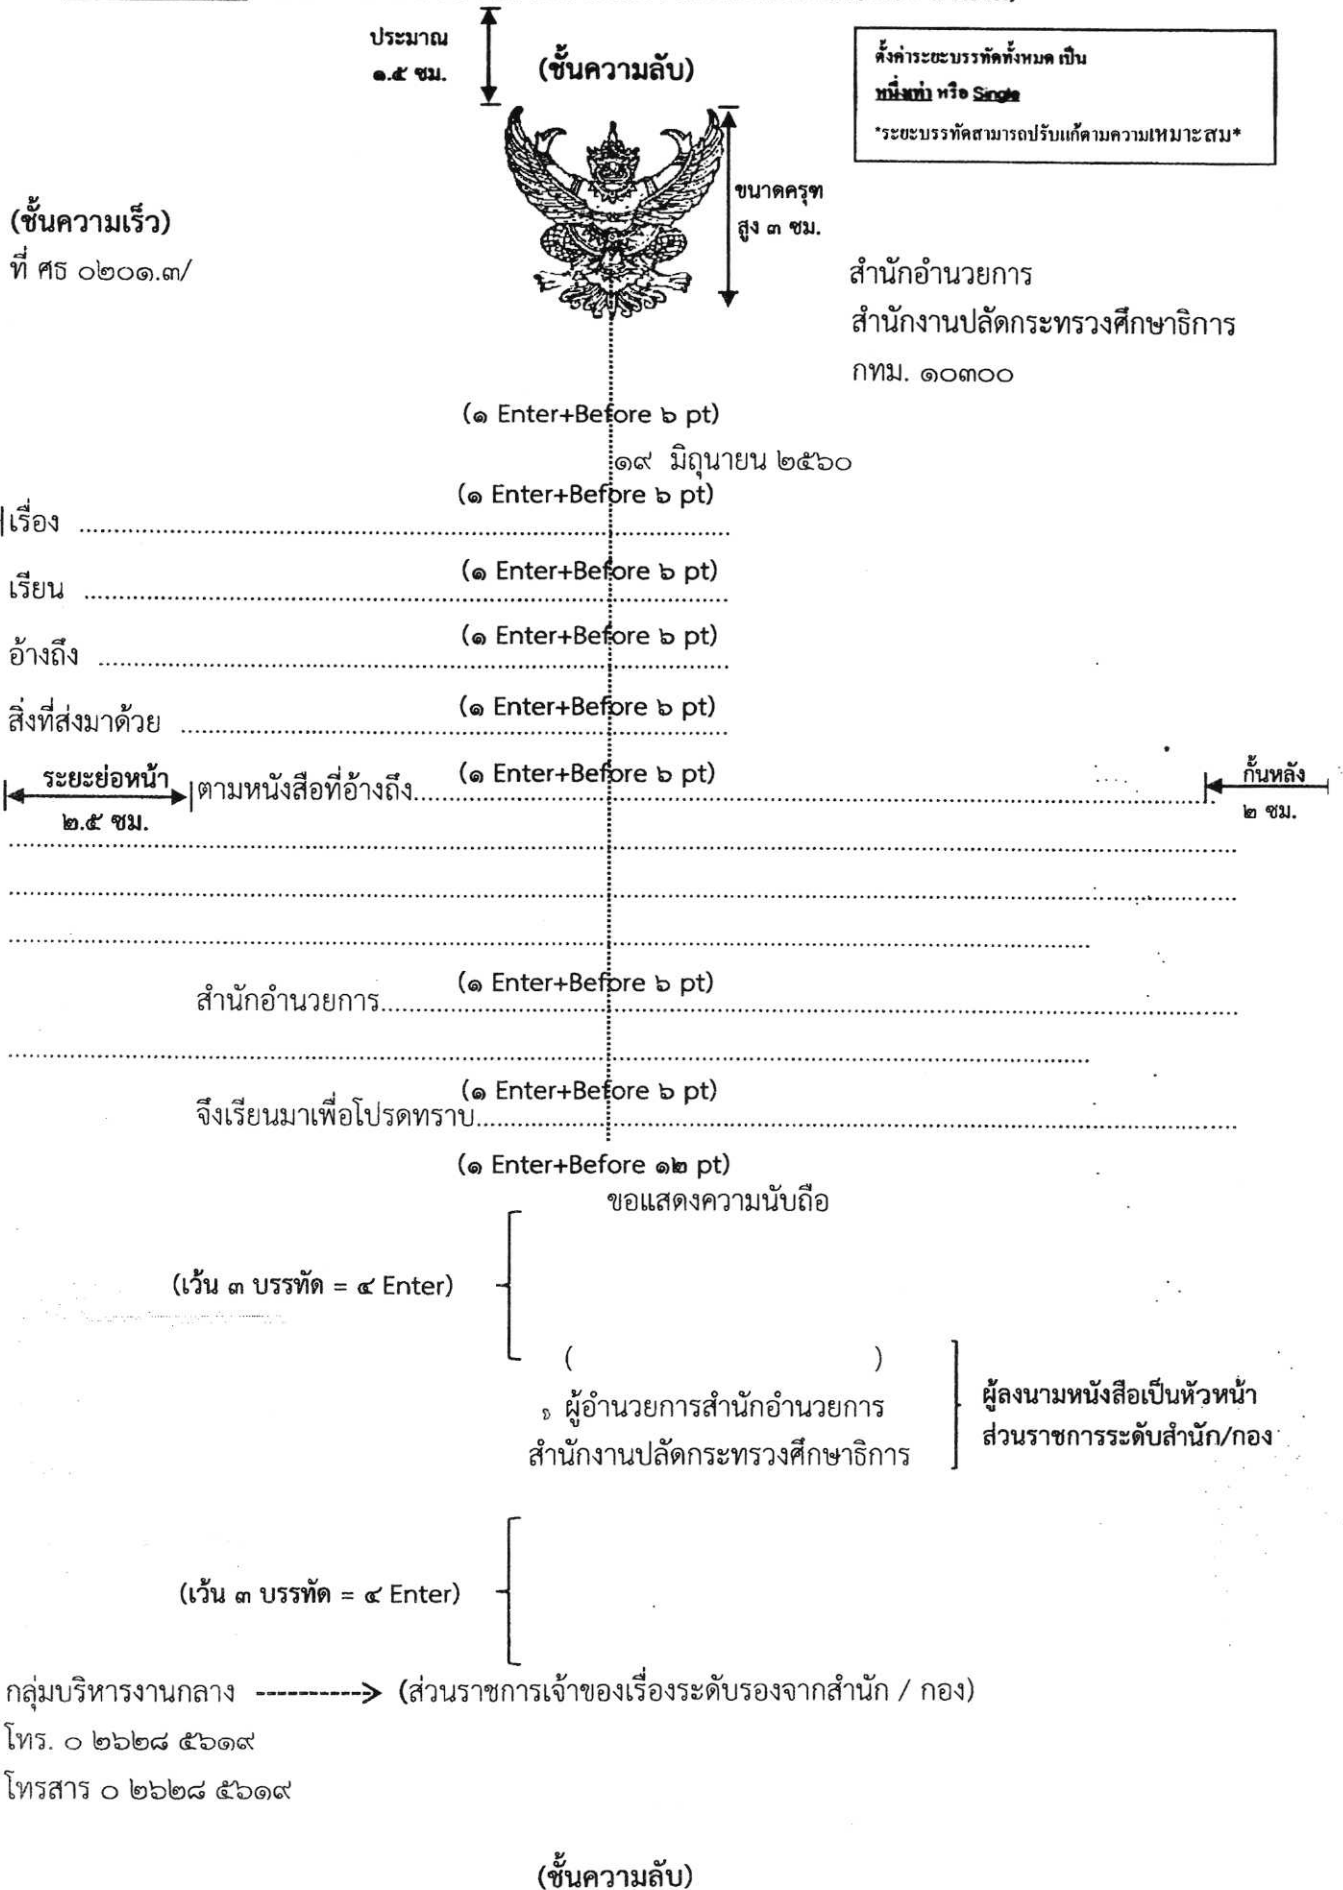 ประมาณ
๑.๕ ซม.
(ชั้นความลับ)
ตั้งค่าระยะบรรทัดทั้งหมด เป็น
หนึ่งเท่า หรือ Single
*ระยะบรรทัดสามารถปรับแก้ตามความเหมาะสม*
ขนาดครุฑ
สูง ๓ ซม.
(ชั้นความเร็ว)
ที่ ศธ ๐๒๐๑.๓/
สำนักอำนวยการ
สำนักงานปลัดกระทรวงศึกษาธิการ
กทม. ๑๐๓๐๐
(๑ Enter+Before ๖ pt)
๑๙ มิถุนายน ๒๕๖๐
(๑ Enter+Before ๖ pt)
เรื่อง ........................................................................
(๑ Enter+Before ๖ pt)
เรียน ........................................................................
(๑ Enter+Before ๖ pt)
อ้างถึง ........................................................................
(๑ Enter+Before ๖ pt)
สิ่งที่ส่งมาด้วย ........................................................................
(๑ Enter+Before ๖ pt)
ระยะย่อหน้า
๒.๕ ซม.
ตามหนังสือที่อ้างถึง........................................................................
กั้นหลัง
๒ ซม.
(๑ Enter+Before ๖ pt)
สำนักอำนวยการ........................................................................
(๑ Enter+Before ๖ pt)
จึงเรียนมาเพื่อโปรดทราบ........................................................................
(๑ Enter+Before ๑๒ pt)
ขอแสดงความนับถือ
(เว้น ๓ บรรทัด = ๔ Enter)
( )
ผู้อำนวยการสำนักอำนวยการ
สำนักงานปลัดกระทรวงศึกษาธิการ
ผู้ลงนามหนังสือเป็นหัวหน้า
ส่วนราชการระดับสำนัก/กอง
(เว้น ๓ บรรทัด = ๔ Enter)
กลุ่มบริหารงานกลาง ----------> (ส่วนราชการเจ้าของเรื่องระดับรองจากสำนัก / กอง)
โทร. ๐ ๒๖๒๘ ๕๖๑๙
โทรสาร ๐ ๒๖๒๘ ๕๖๑๙
(ชั้นความลับ)